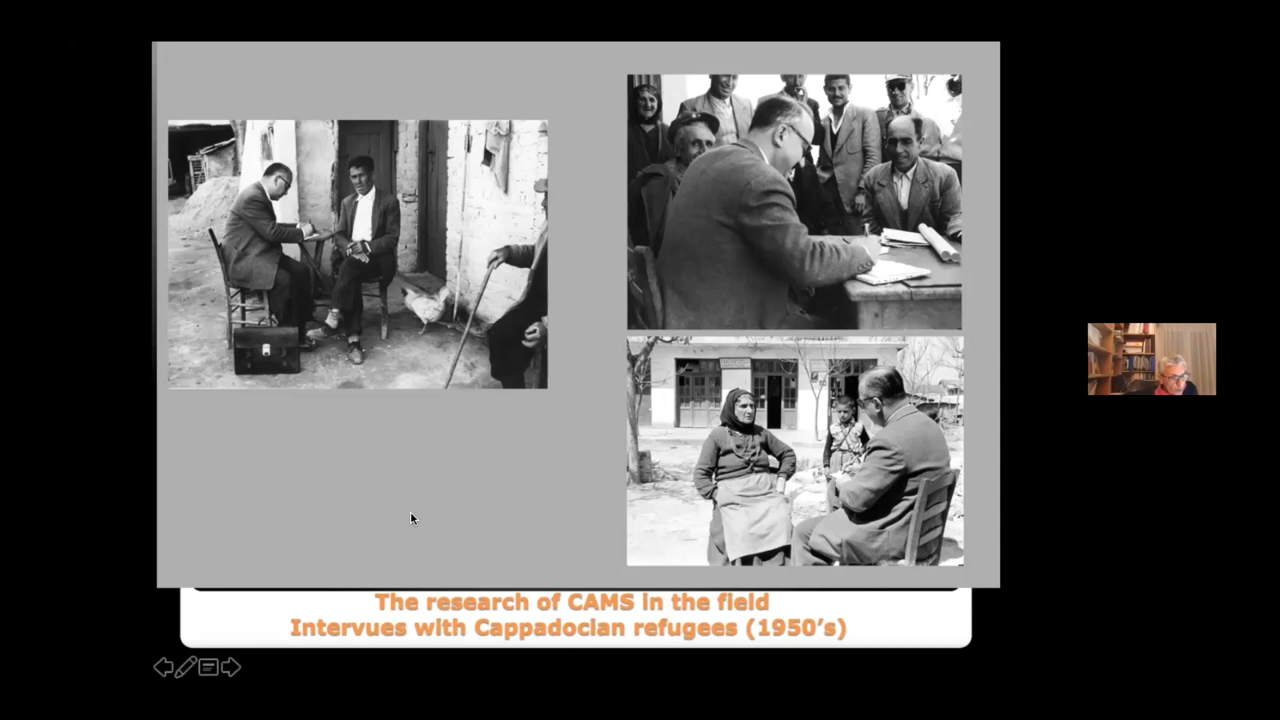 The research of CAMS in the field
Intervues with Cappadocian refugees (1950’s)